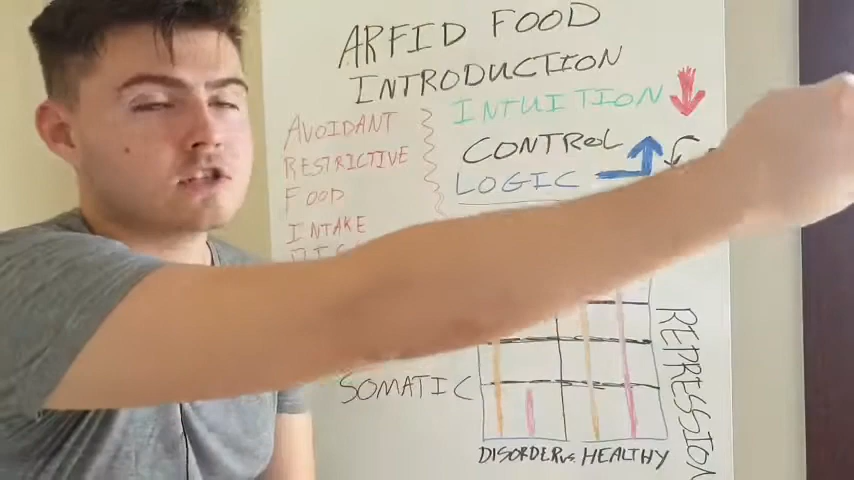 ARFID FOOD
INTRODUCTION
INTUITION
CONTROL
LOGIC
AVOIDANT
RESTRICTIVE
FOOD
INTAKE
SOMATIC
REPRESSION
DISORDER vs. HEALTHY